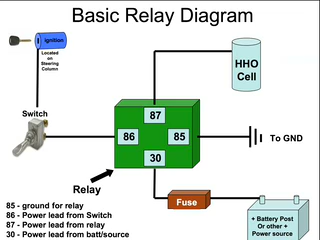 Basic Relay Diagram
ignition
Located
on
Steering
Column
HHO
Cell
Switch
87
86
85
30
To GND
Relay
Fuse
85 - ground for relay
86 - Power lead from Switch
87 - Power lead from relay
30 - Power lead from batt/source
+ Battery Post
Or other +
Power source